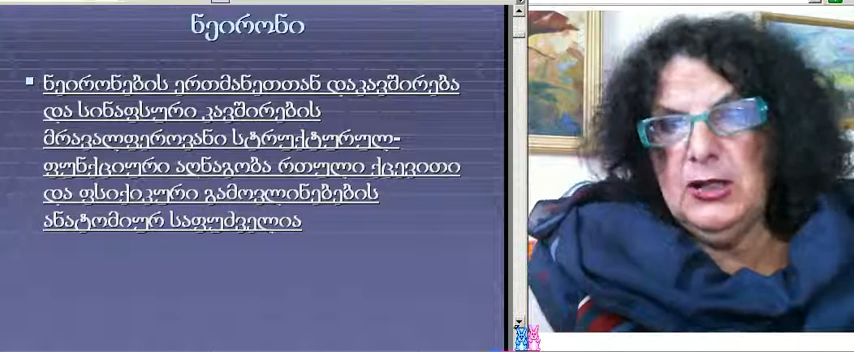 ნეირონი
ნეირონების ერთმანეთთან დაკავშირება
და სინაფსური კავშირების
მრავალფეროვანი სტრუქტურულ-
ფუნქციური აღნაგობა რთული ქცევითი
და ფსიქიკური გამოვლინებების
ანატომიურ საფუძველია